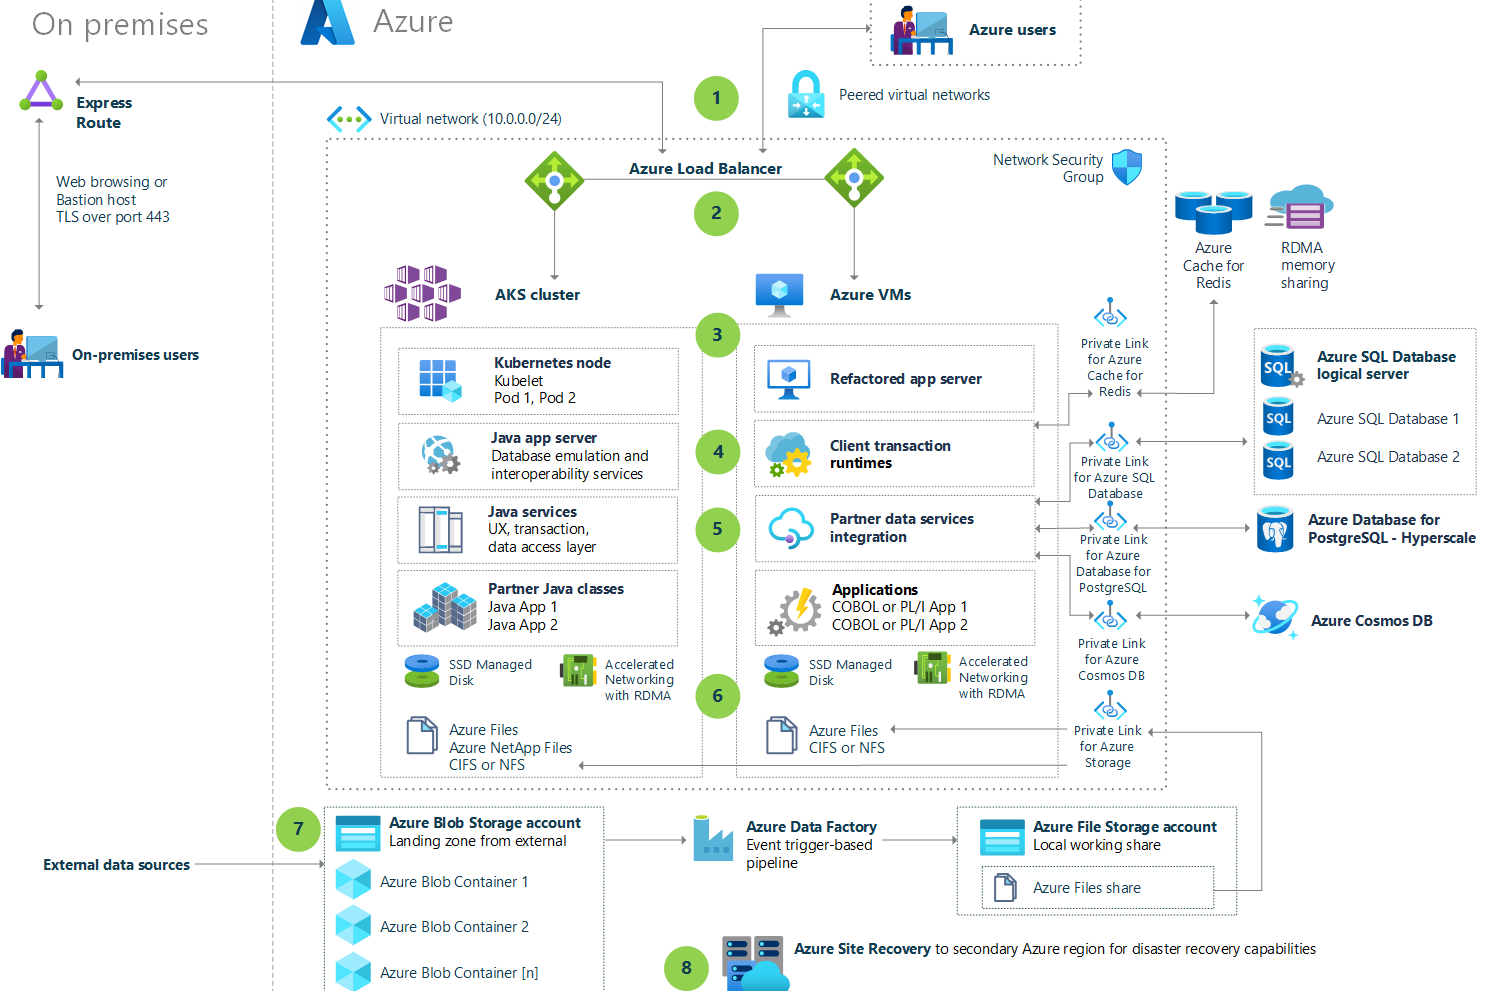 On premises
Azure
Azure users
Express
Route
1
Peered virtual networks
Virtual network (10.0.0.0/24)
Web browsing or
Bastion host
TLS over port 443
Azure Load Balancer
Network Security
Group
2
Azure
Cache for
Redis
RDMA
memory
sharing
AKS cluster
Azure VMs
On-premises users
3
Kubernetes node
Kubelet
Pod 1, Pod 2
Refactored app server
Private Link
for Azure
Cache for
Redis
SQL
Azure SQL Database
logical server
SQL
Azure SQL Database 1
SQL
Azure SQL Database 2
Java app server
Database emulation and
interoperability services
4
Client transaction
runtimes
Private Link
for Azure SQL
Database
Java services
UX, transaction,
data access layer
5
Partner data services
integration
Private Link
for Azure
Database for
PostgreSQL
Azure Database for
PostgreSQL - Hyperscale
Partner Java classes
Java App 1
Java App 2
Applications
COBOL or PL/I App 1
COBOL or PL/I App 2
Private Link
for Azure
Cosmos DB
Azure Cosmos DB
SSD Managed
Disk
Accelerated
Networking
with RDMA
6
SSD Managed
Disk
Accelerated
Networking
with RDMA
Azure Files
Azure NetApp Files
CIFS or NFS
Azure Files
CIFS or NFS
Private Link
for Azure
Storage
7
External data sources
Azure Blob Storage account
Landing zone from external
Azure Blob Container 1
Azure Blob Container 2
Azure Blob Container [n]
Azure Data Factory
Event trigger-based
pipeline
Azure File Storage account
Local working share
Azure Files share
8
Azure Site Recovery to secondary Azure region for disaster recovery capabilities